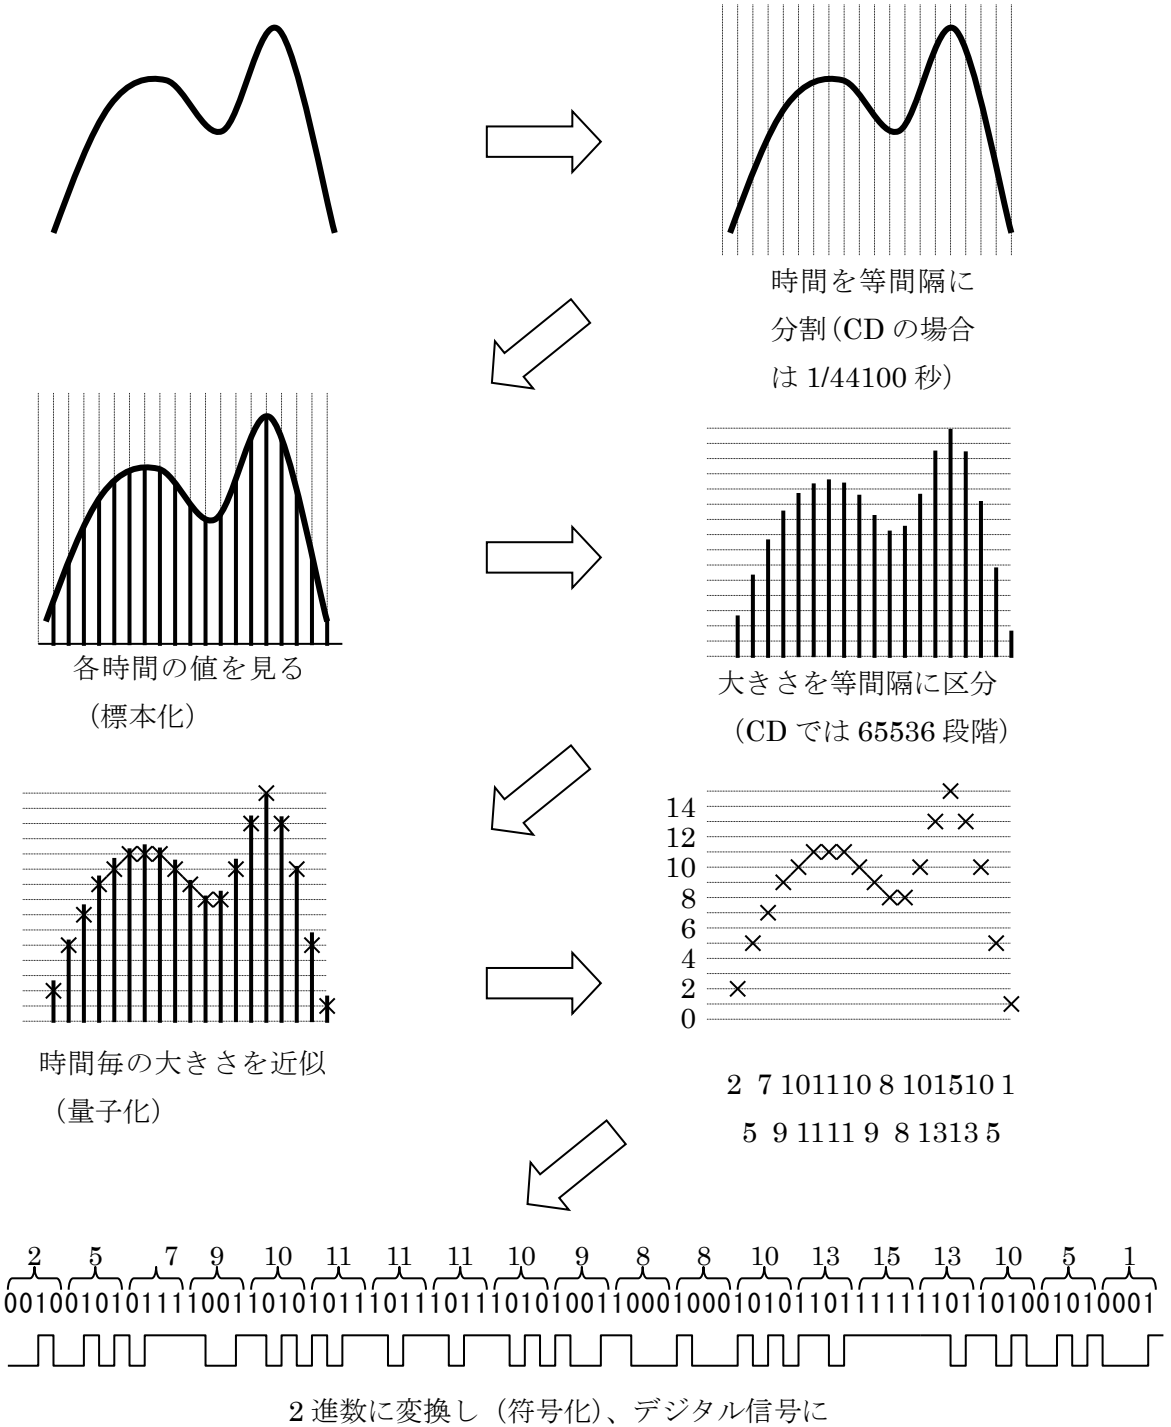 時間を等間隔に
分割（CD の場合
は 1/44100 秒）
各時間の値を見る
（標本化）
大きさを等間隔に区分
（CD では 65536 段階）
時間毎の大きさを近似
（量子化）
14
12
10
8
6
4
2
0
2 7 101110 8 101510 1
5 9 1111 9 8 1313 5
2 5 7 9 10 11 11 11 10 9 8 8 10 13 15 13 10 5 1
0010010101111001101010111011101110101001100010001010110111111101101001010001
2 進数に変換し（符号化）、デジタル信号に